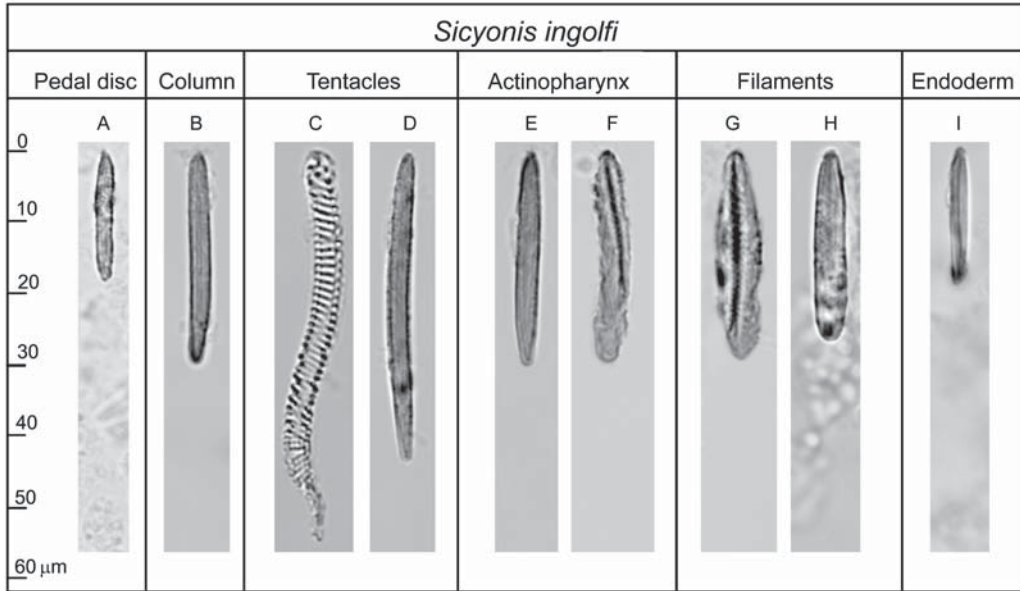 Sicyonis ingolfi
Pedal disc Column Tentacles Actinopharynx Filaments Endoderm
A B C D E F G H I
0
10
20
30
40
50
60 μm